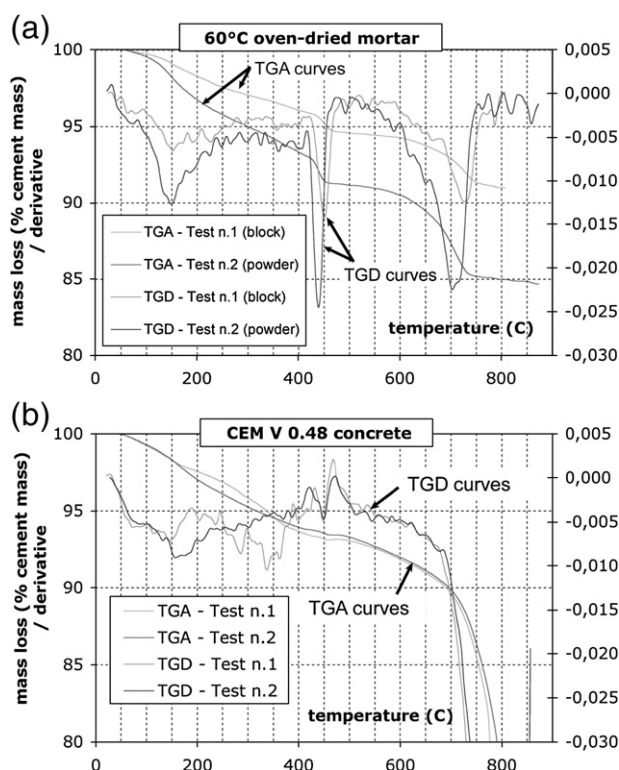 (a)
60°C oven-dried mortar
mass loss (% cement mass)
/ derivative
100
95
90
85
80
0,005
0,000
-0,005
-0,010
-0,015
-0,020
-0,025
-0,030
TGA curves
TGD curves
TGA - Test n.1 (block)
TGA - Test n.2 (powder)
TGD - Test n.1 (block)
TGD - Test n.2 (powder)
temperature (C)
0
200
400
600
800
(b)
CEM V 0.48 concrete
mass loss (% cement mass)
/ derivative
100
95
90
85
80
0,005
0,000
-0,005
-0,010
-0,015
-0,020
-0,025
-0,030
TGD curves
TGA curves
TGA - Test n.1
TGA - Test n.2
TGD - Test n.1
TGD - Test n.2
temperature (C)
0
200
400
600
800